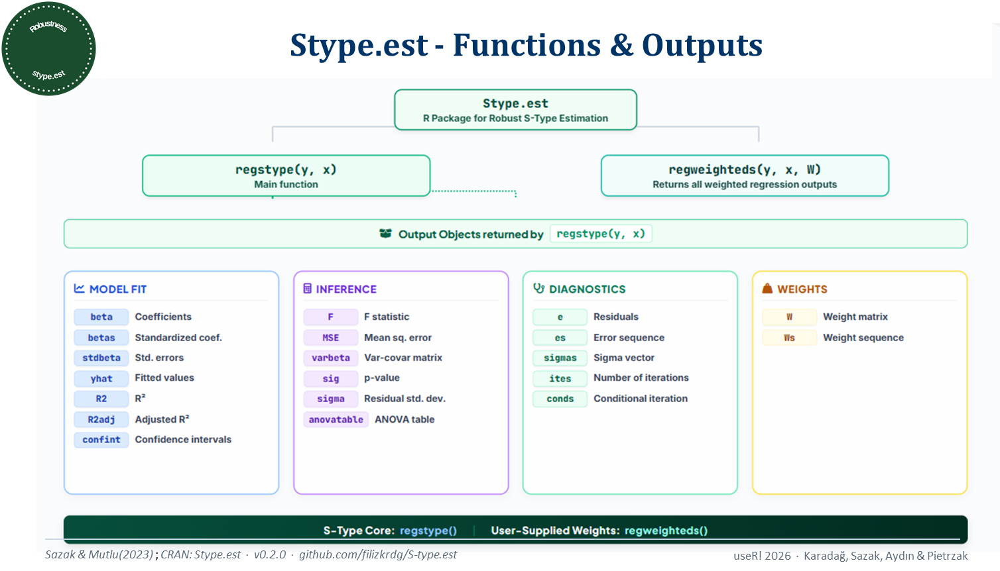 Robustness
stype.est
Stype.est - Functions & Outputs
Stype.est
R Package for Robust S-Type Estimation
regstype(y, x)
Main function
regweighteds(y, x, W)
Returns all weighted regression outputs
Output Objects returned by regstype(y, x)
MODEL FIT
beta Coefficients
betas Standardized coef.
stdbeta Std. errors
yhat Fitted values
R2 R²
R2adj Adjusted R²
confint Confidence intervals
INFERENCE
F F statistic
MSE Mean sq. error
varbeta Var-covar matrix
sig p-value
sigma Residual std. dev.
anovatable ANOVA table
DIAGNOSTICS
e Residuals
es Error sequence
sigmas Sigma vector
ites Number of iterations
conds Conditional iteration
WEIGHTS
W Weight matrix
Ws Weight sequence
S-Type Core: regstype() | User-Supplied Weights: regweighteds()
Sazak & Mutlu(2023) ; CRAN: Stype.est · v0.2.0 · github.com/filizkrdg/S-type.est
useR! 2026 · Karadağ, Sazak, Aydın & Pietrzak